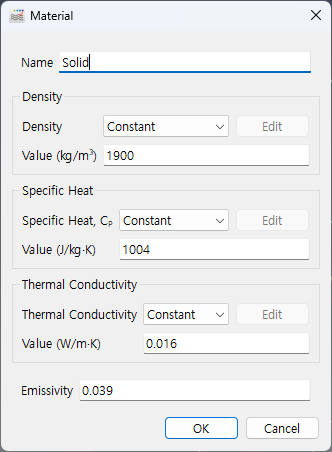 Material
Name Solid
Density
Density Constant Edit
Value (kg/m³) 1900
Specific Heat
Specific Heat, Cₚ Constant Edit
Value (J/kg·K) 1004
Thermal Conductivity
Thermal Conductivity Constant Edit
Value (W/m·K) 0.016
Emissivity 0.039
OK Cancel